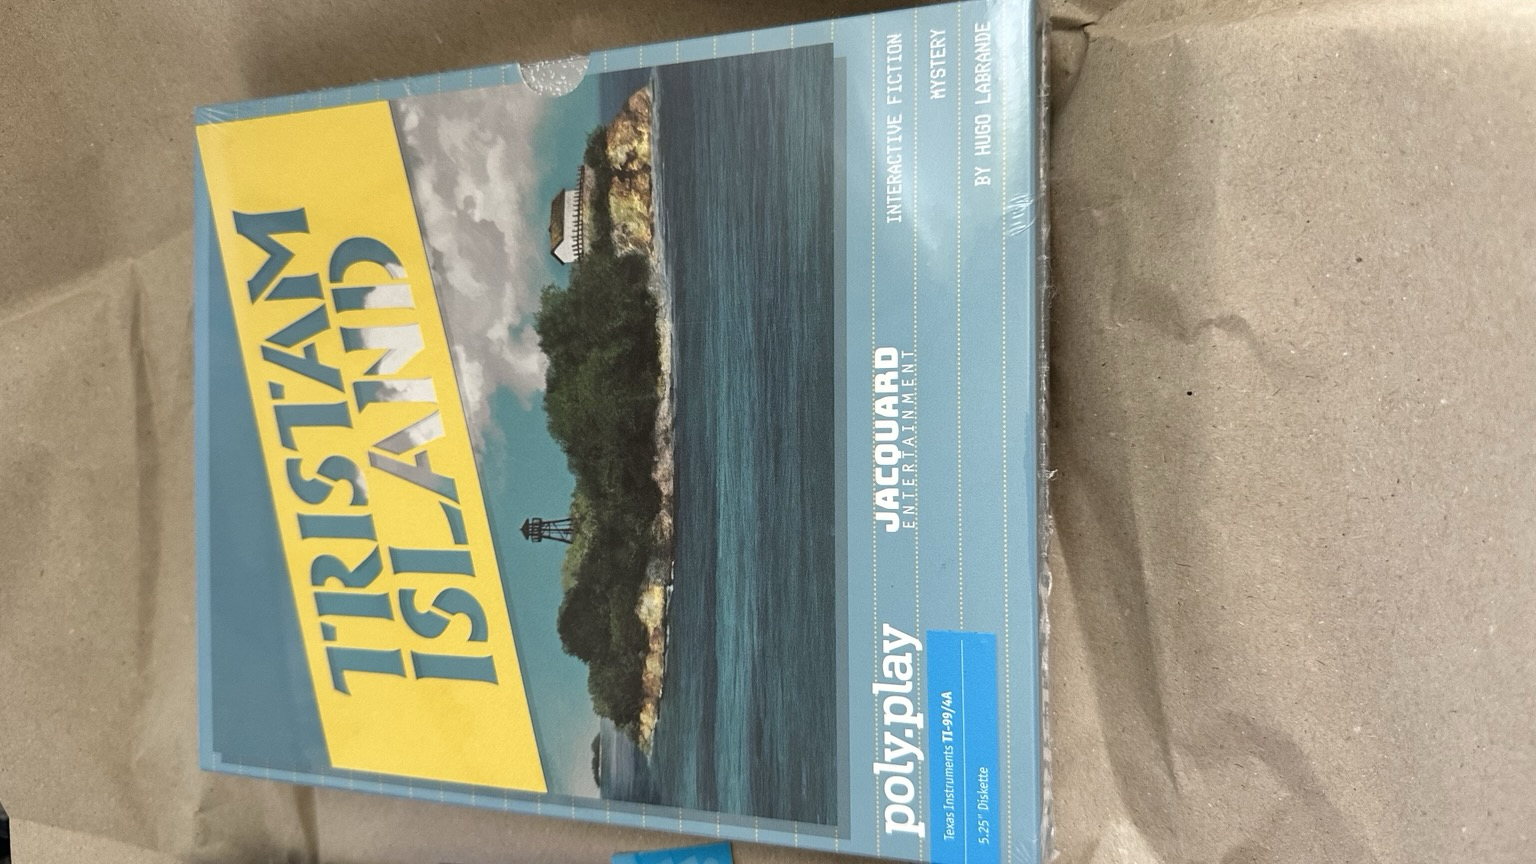 TRISTAM
ISLAND
poly.play
JACQUARD
ENTERTAINMENT
INTERACTIVE FICTION
MYSTERY
BY HUGO LABRANDE
Texas Instruments TI-99/4A
5.25" Diskette